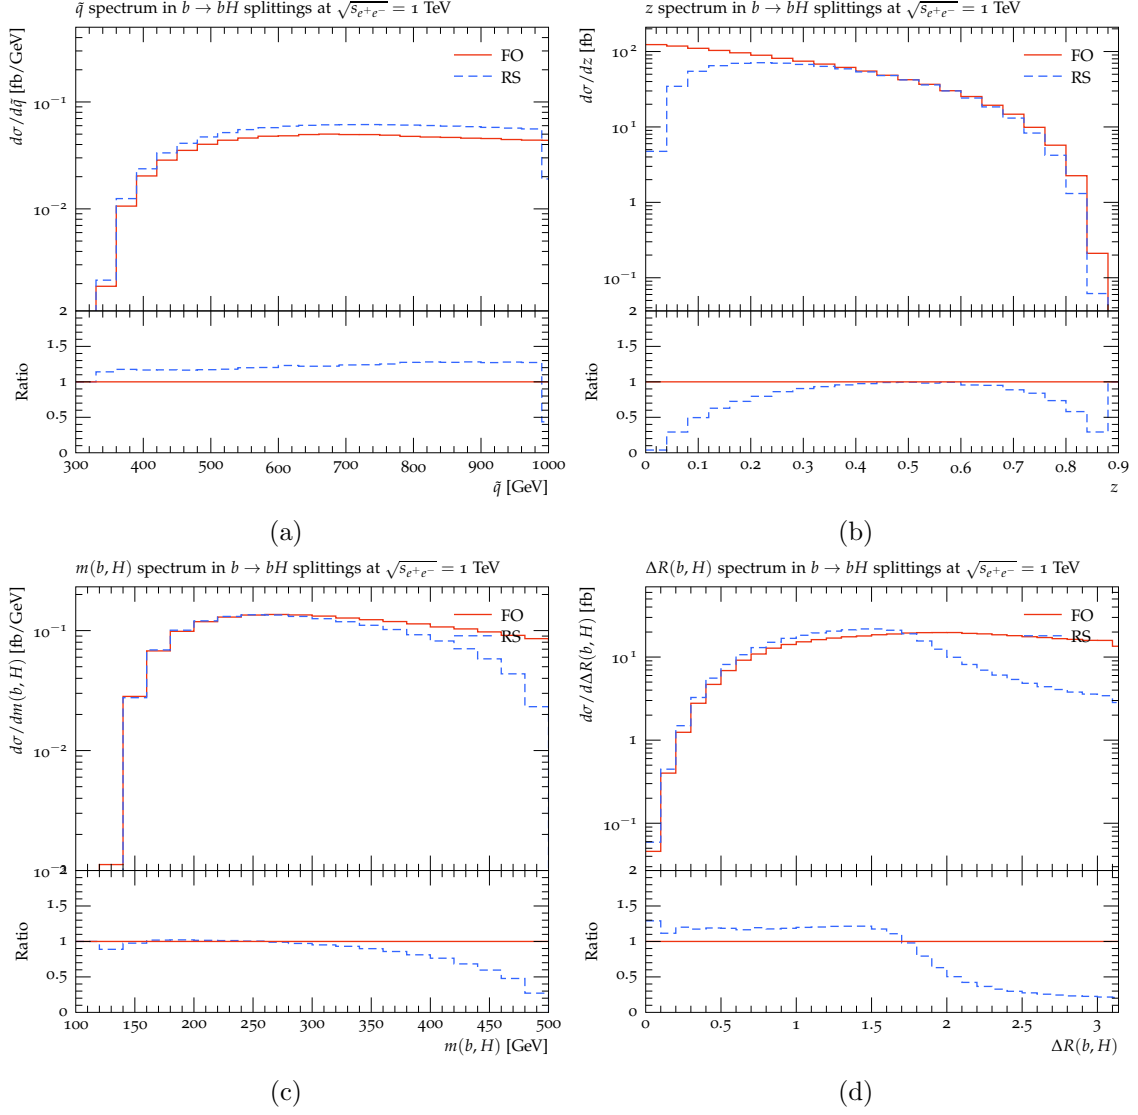 q̃ spectrum in b → bH splittings at √s_{e⁺e⁻} = 1 TeV
dσ/dq̃ [fb/GeV]
FO
RS
10⁻¹
10⁻²
2
Ratio
1.5
1
0.5
0
300 400 500 600 700 800 900 1000
q̃ [GeV]
(a)
z spectrum in b → bH splittings at √s_{e⁺e⁻} = 1 TeV
dσ/dz [fb]
FO
RS
10²
10¹
1
10⁻¹
2
Ratio
1.5
1
0.5
0
0 0.1 0.2 0.3 0.4 0.5 0.6 0.7 0.8 0.9
z
(b)
m(b, H) spectrum in b → bH splittings at √s_{e⁺e⁻} = 1 TeV
dσ/dm(b, H) [fb/GeV]
FO
RS
10⁻¹
10⁻²
10⁻³
2
Ratio
1.5
1
0.5
0
100 150 200 250 300 350 400 450 500
m(b, H) [GeV]
(c)
ΔR(b, H) spectrum in b → bH splittings at √s_{e⁺e⁻} = 1 TeV
dσ/dΔR(b, H) [fb]
FO
RS
10¹
1
10⁻¹
2
Ratio
1.5
1
0.5
0
0 0.5 1 1.5 2 2.5 3
ΔR(b, H)
(d)